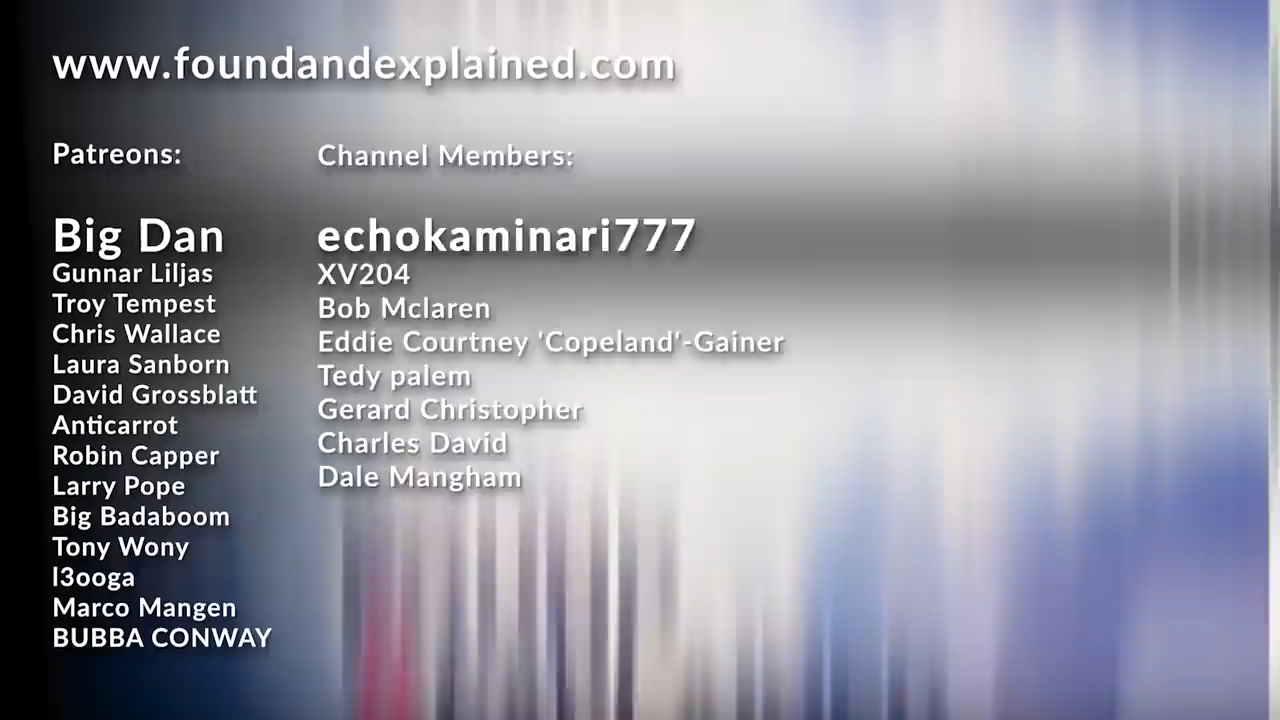 www.foundandexplained.com
Patreons:
Big Dan
Gunnar Liljas
Troy Tempest
Chris Wallace
Laura Sanborn
David Grossblatt
Anticarrot
Robin Capper
Larry Pope
Big Badaboom
Tony Wony
l3ooga
Marco Mangen
BUBBA CONWAY
Channel Members:
echokaminari777
XV204
Bob Mclaren
Eddie Courtney 'Copeland'-Gainer
Tedy palem
Gerard Christopher
Charles David
Dale Mangham